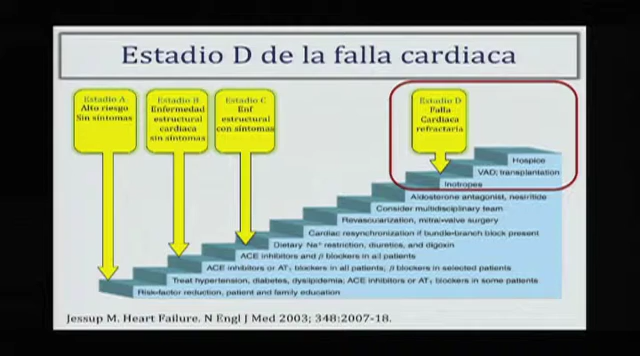 Estadio D de la falla cardiaca
Estadio A
Alto riesgo
Sin sintomas
Estadio B
Enfermedad
estructural
cardiaca
sin sintomas
Estadio C
Enf
estructural
con sintomas
Estadio D
Falla
Cardiaca
refractaria
Hospice
VAD; transplantation
Inotropes
Aldosterone antagonist, nesiritide
Consider multidisciplinary team
Revascularization, mitral-valve surgery
Cardiac resynchronization if bundle-branch block present
Dietary Na+ restriction, diuretics, and digoxin
ACE inhibitors and β blockers in all patients
ACE inhibitors or AT1 blockers in all patients; β blockers in selected patients
Treat hypertension, diabetes, dyslipidemia; ACE inhibitors or AT1 blockers in some patients
Risk-factor reduction, patient and family education
Jessup M. Heart Failure. N Engl J Med 2003; 348:2007-18.